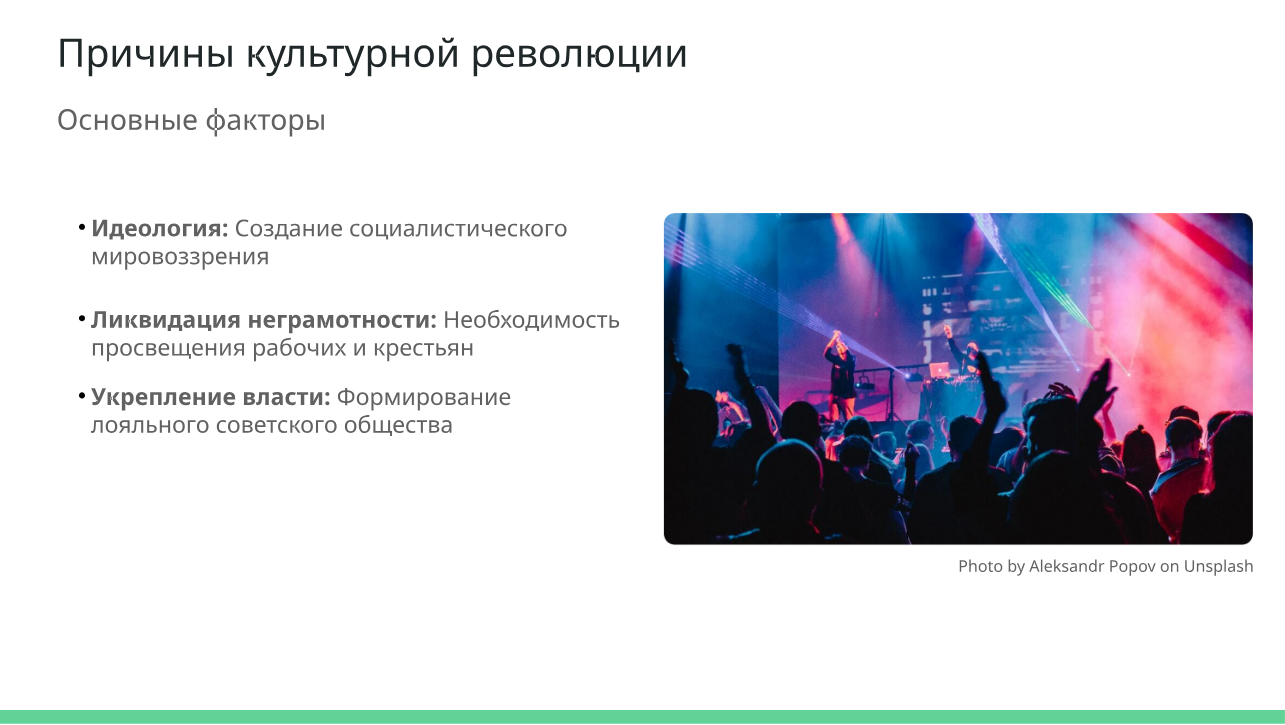 Причины культурной революции
Основные факторы
• Идеология: Создание социалистического
мировоззрения
• Ликвидация неграмотности: Необходимость
просвещения рабочих и крестьян
• Укрепление власти: Формирование
лояльного советского общества
Photo by Aleksandr Popov on Unsplash